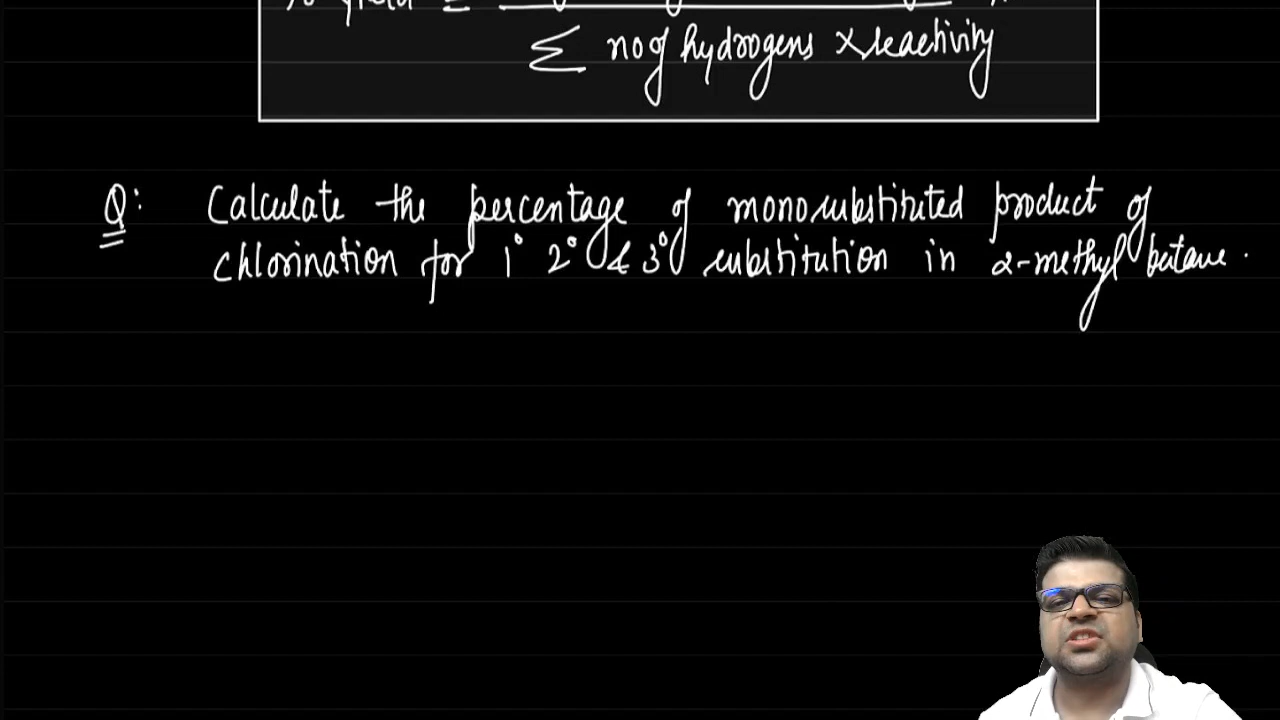 % yield =
Σ no of hydrogens × reactivity
Q: Calculate the percentage of monosubstituted product of
chlorination for 1° 2° & 3° substitution in 2-methyl butane.